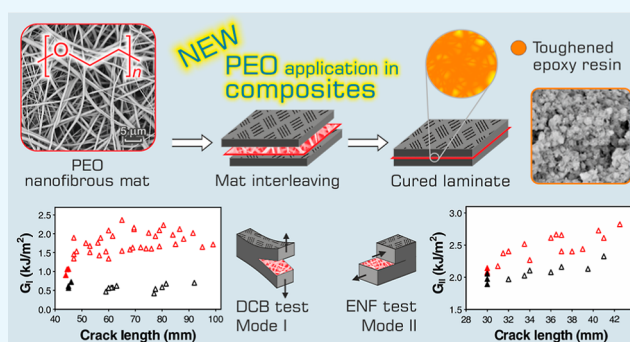 [O]n
5 μm
PEO
nanofibrous mat
NEW
PEO application in
composites
Mat interleaving
Toughened
epoxy resin
Cured laminate
GI (kJ/m2)
2.5
2.0
1.5
1.0
0.5
0.0
40 50 60 70 80 90 100
Crack length (mm)
DCB test
Mode I
ENF test
Mode II
GII (kJ/m2)
3.0
2.5
2.0
1.5
28 30 32 34 36 38 40 42
Crack length (mm)